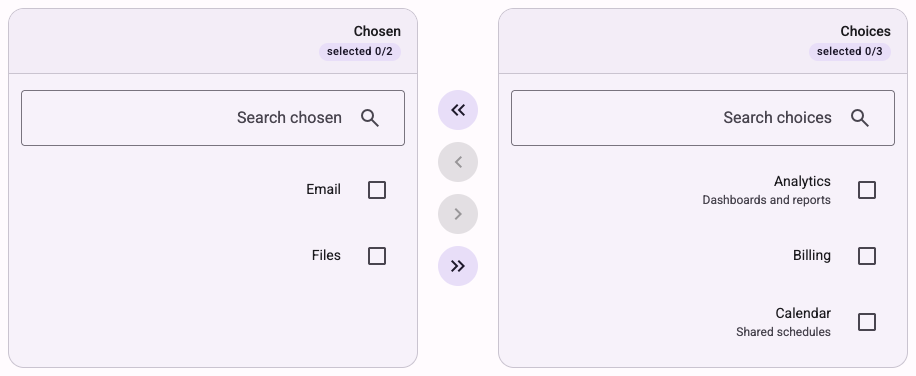 Chosen
selected 0/2
Search chosen
Email
Files
Choices
selected 0/3
Search choices
Analytics
Dashboards and reports
Billing
Calendar
Shared schedules